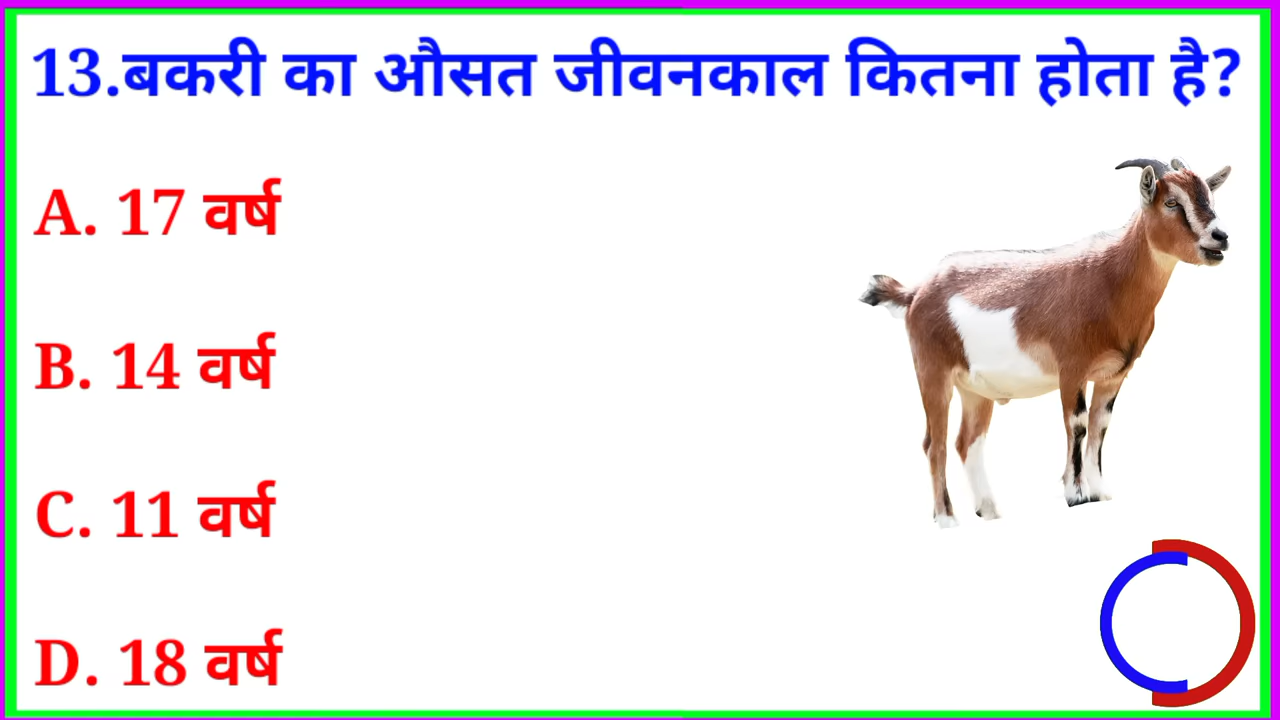 13.बकरी का औसत जीवनकाल कितना होता है?
A. 17 वर्ष
B. 14 वर्ष
C. 11 वर्ष
D. 18 वर्ष